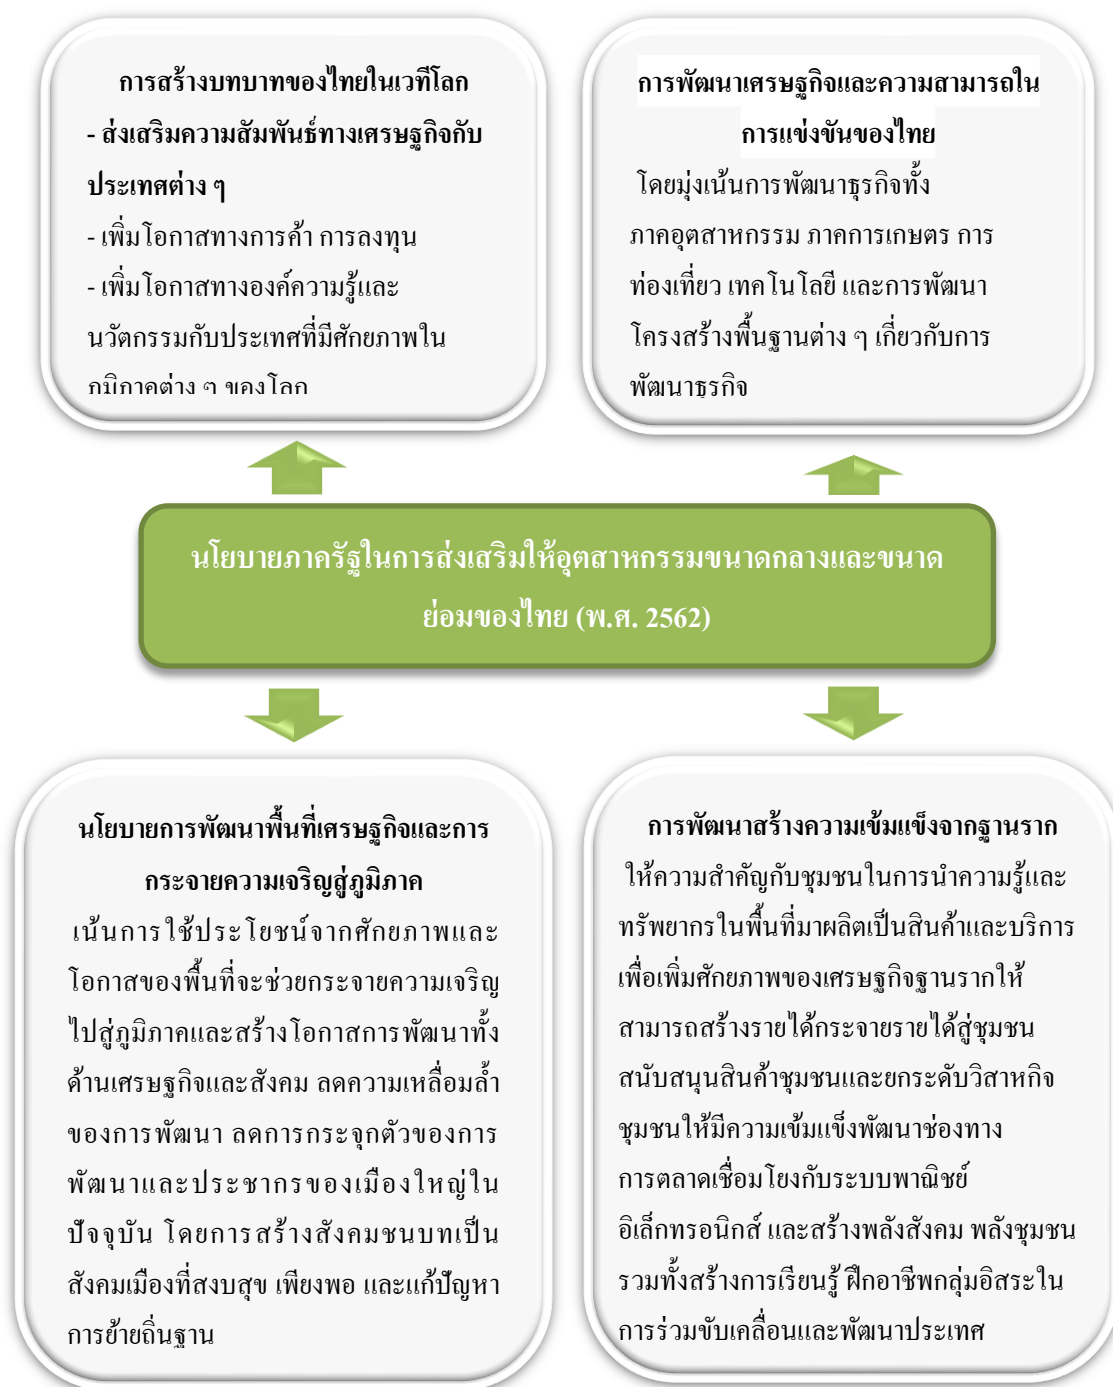 การสร้างบทบาทของไทยในเวทีโลก
- ส่งเสริมความสัมพันธ์ทางเศรษฐกิจกับ
ประเทศต่าง ๆ
- เพิ่มโอกาสทางการค้า การลงทุน
- เพิ่มโอกาสทางองค์ความรู้และ
นวัตกรรมกับประเทศที่มีศักยภาพใน
ภูมิภาคต่าง ๆ ของโลก
การพัฒนาเศรษฐกิจและความสามารถใน
การแข่งขันของไทย
โดยมุ่งเน้นการพัฒนาธุรกิจทั้ง
ภาคอุตสาหกรรม ภาคการเกษตร การ
ท่องเที่ยว เทคโนโลยี และการพัฒนา
โครงสร้างพื้นฐานต่าง ๆ เกี่ยวกับการ
พัฒนาธุรกิจ
นโยบายภาครัฐในการส่งเสริมให้อุตสาหกรรมขนาดกลางและขนาด
ย่อมของไทย (พ.ศ. 2562)
นโยบายการพัฒนาพื้นที่เศรษฐกิจและการ
กระจายความเจริญสู่ภูมิภาค
เน้นการใช้ประโยชน์จากศักยภาพและ
โอกาสของพื้นที่จะช่วยกระจายความเจริญ
ไปสู่ภูมิภาคและสร้างโอกาสการพัฒนาทั้ง
ด้านเศรษฐกิจและสังคม ลดความเหลื่อมล้ำ
ของการพัฒนา ลดการกระจุกตัวของการ
พัฒนาและประชากรของเมืองใหญ่ใน
ปัจจุบัน โดยการสร้างสังคมชนบทเป็น
สังคมเมืองที่สงบสุข เพียงพอ และแก้ปัญหา
การย้ายถิ่นฐาน
การพัฒนาสร้างความเข้มแข็งจากฐานราก
ให้ความสำคัญกับชุมชนในการนำความรู้และ
ทรัพยากรในพื้นที่มาผลิตเป็นสินค้าและบริการ
เพื่อเพิ่มศักยภาพของเศรษฐกิจฐานรากให้
สามารถสร้างรายได้กระจายรายได้สู่ชุมชน
สนับสนุนสินค้าชุมชนและยกระดับวิสาหกิจ
ชุมชนให้มีความเข้มแข็งพัฒนาช่องทาง
การตลาดเชื่อมโยงกับระบบพาณิชย์
อิเล็กทรอนิกส์ และสร้างพลังสังคม พลังชุมชน
รวมทั้งสร้างการเรียนรู้ ฝึกอาชีพกลุ่มอิสระใน
การร่วมขับเคลื่อนและพัฒนาประเทศ